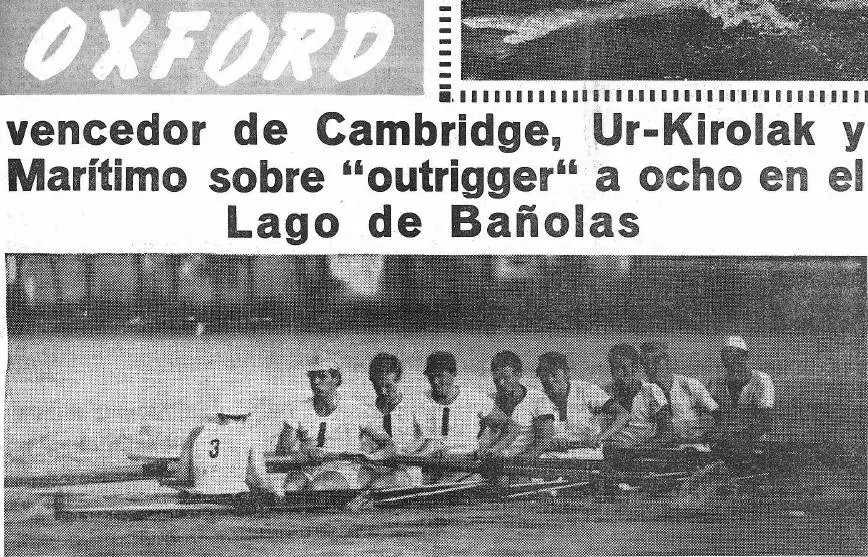 OXFORD
vencedor de Cambridge, Ur-Kirolak y
Marítimo sobre “outrigger“ a ocho en el
Lago de Bañolas
3